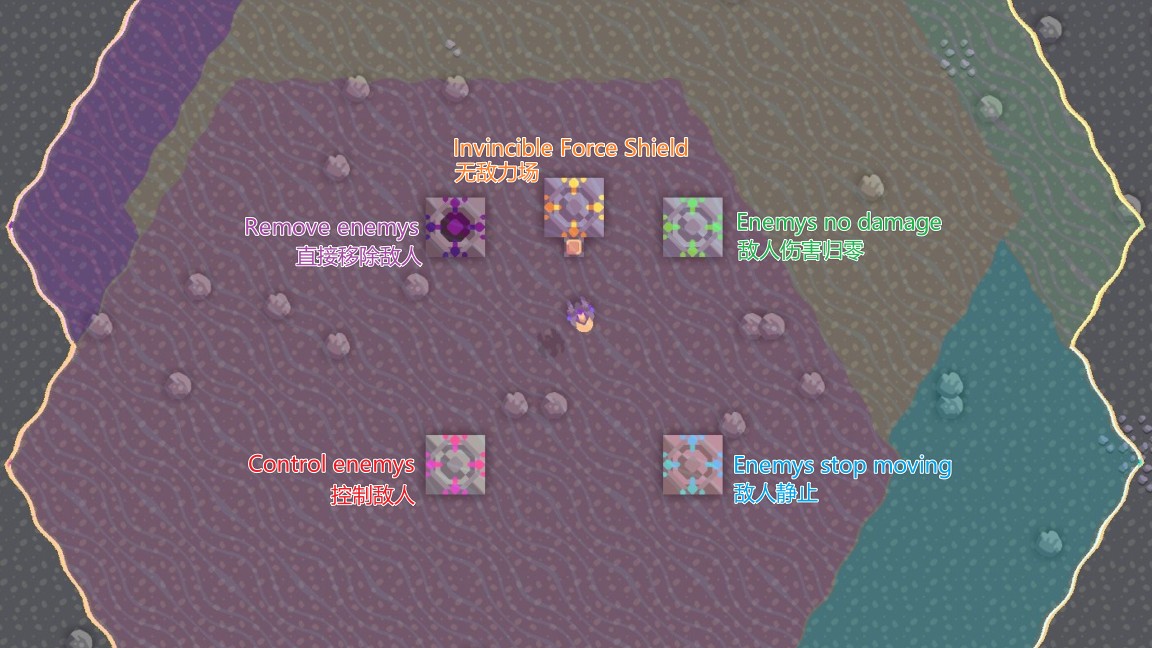 Invincible Force Shield
无敌力场
Remove enemys
直接移除敌人
Enemys no damage
敌人伤害归零
Control enemys
控制敌人
Enemys stop moving
敌人静止